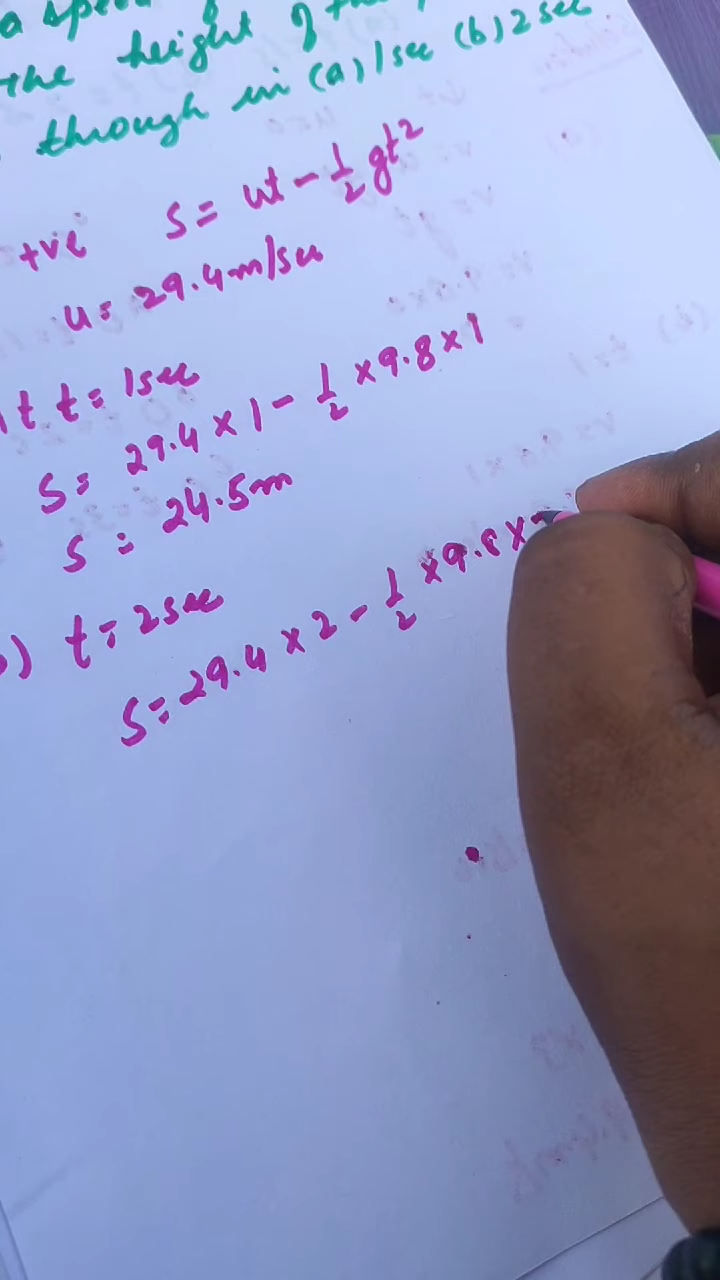 a speed
the height of the
through in (a) 1 sec (b) 2 sec
+ve S = ut - 1/2 gt²
u = 29.4 m/sec
t t = 1 sec
S = 29.4 × 1 - 1/2 × 9.8 × 1
S = 24.5 m
) t = 2 sec
S = 29.4 × 2 - 1/2 × 9.8 ×